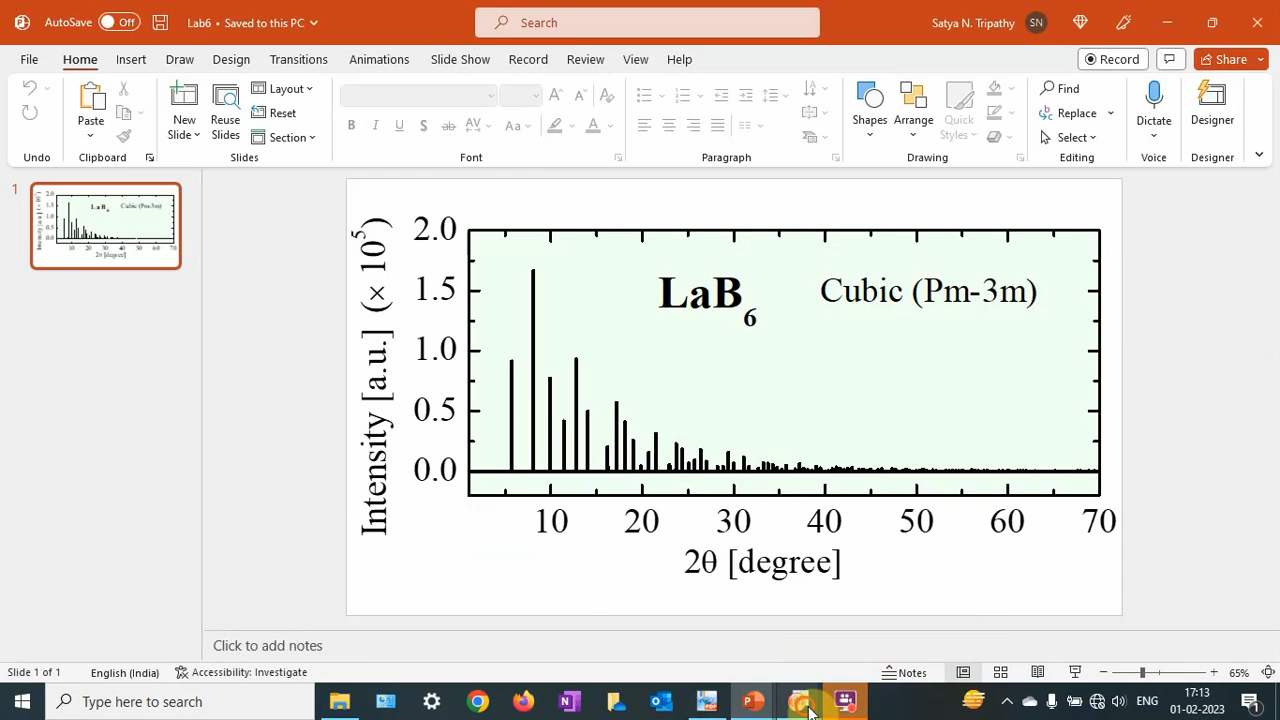 AutoSave Off Lab6 • Saved to this PC Search Satya N. Tripathy SN
File Home Insert Draw Design Transitions Animations Slide Show Record Review View Help Record Share
Paste New Slide Reuse Slides Layout Reset Section B I U S ab AV Aa A Shapes Arrange Quick Styles Find Replace Select Dictate Designer
Undo Clipboard Slides Font Paragraph Drawing Editing Voice Designer
1
Intensity [a.u.] (× 10⁵)
2.0
1.5
1.0
0.5
0.0
LaB₆ Cubic (Pm-3m)
10 20 30 40 50 60 70
2θ [degree]
Click to add notes
Slide 1 of 1 English (India) Accessibility: Investigate Notes 65%
Type here to search ENG 17:13
01-02-2023 1